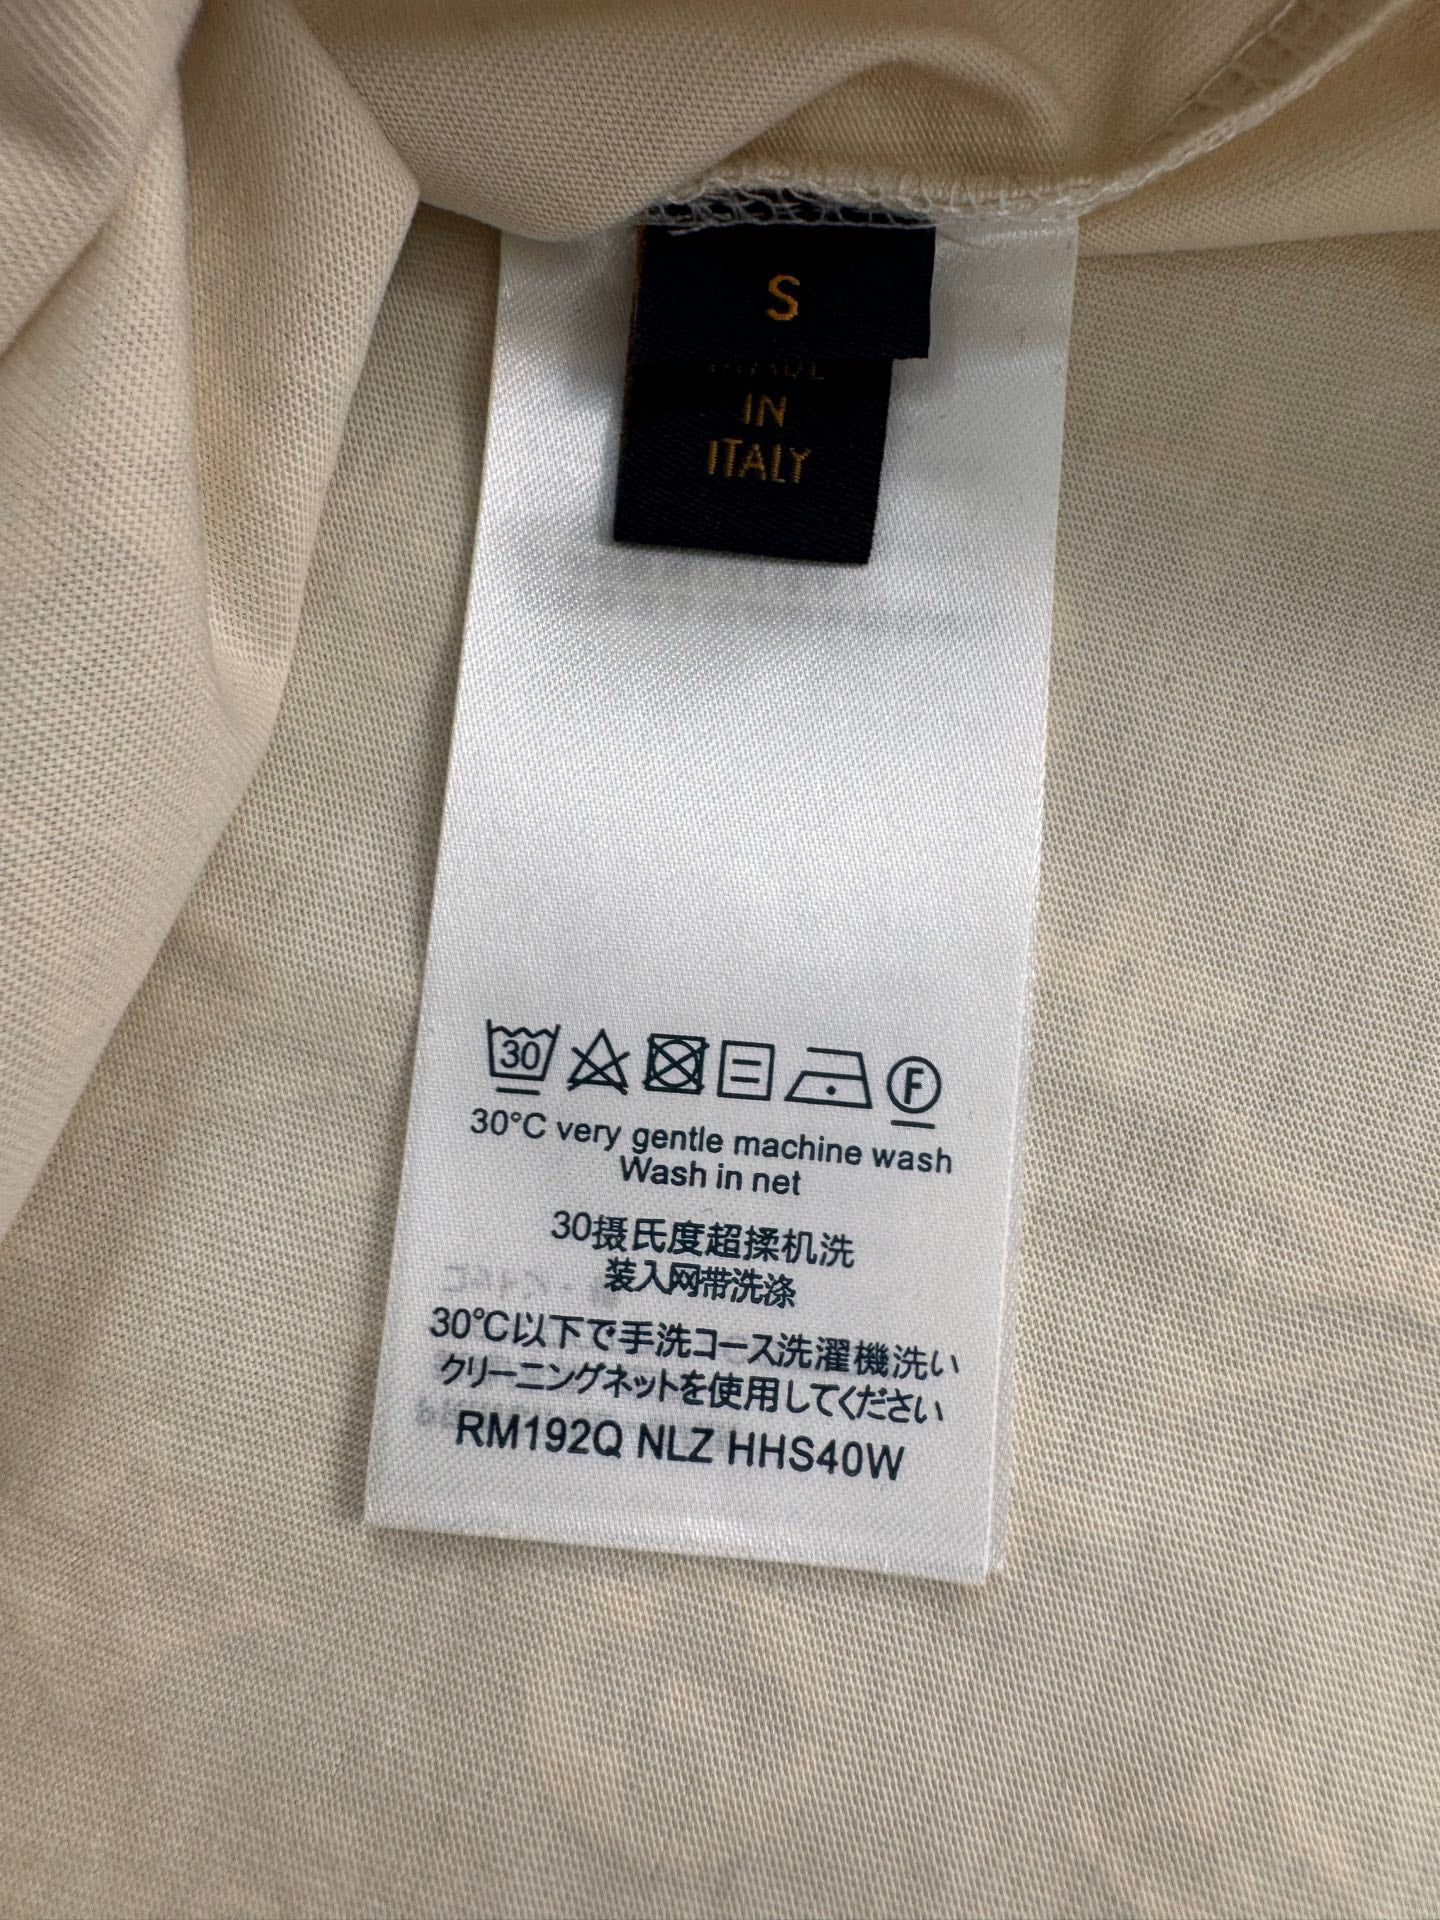 S
MADE
IN
ITALY
30
F
30°C very gentle machine wash
Wash in net
30摄氏度超揉机洗
装入网带洗涤
30℃以下で手洗コース洗濯機洗い
クリーニングネットを使用してください
RM192Q NLZ HHS40W